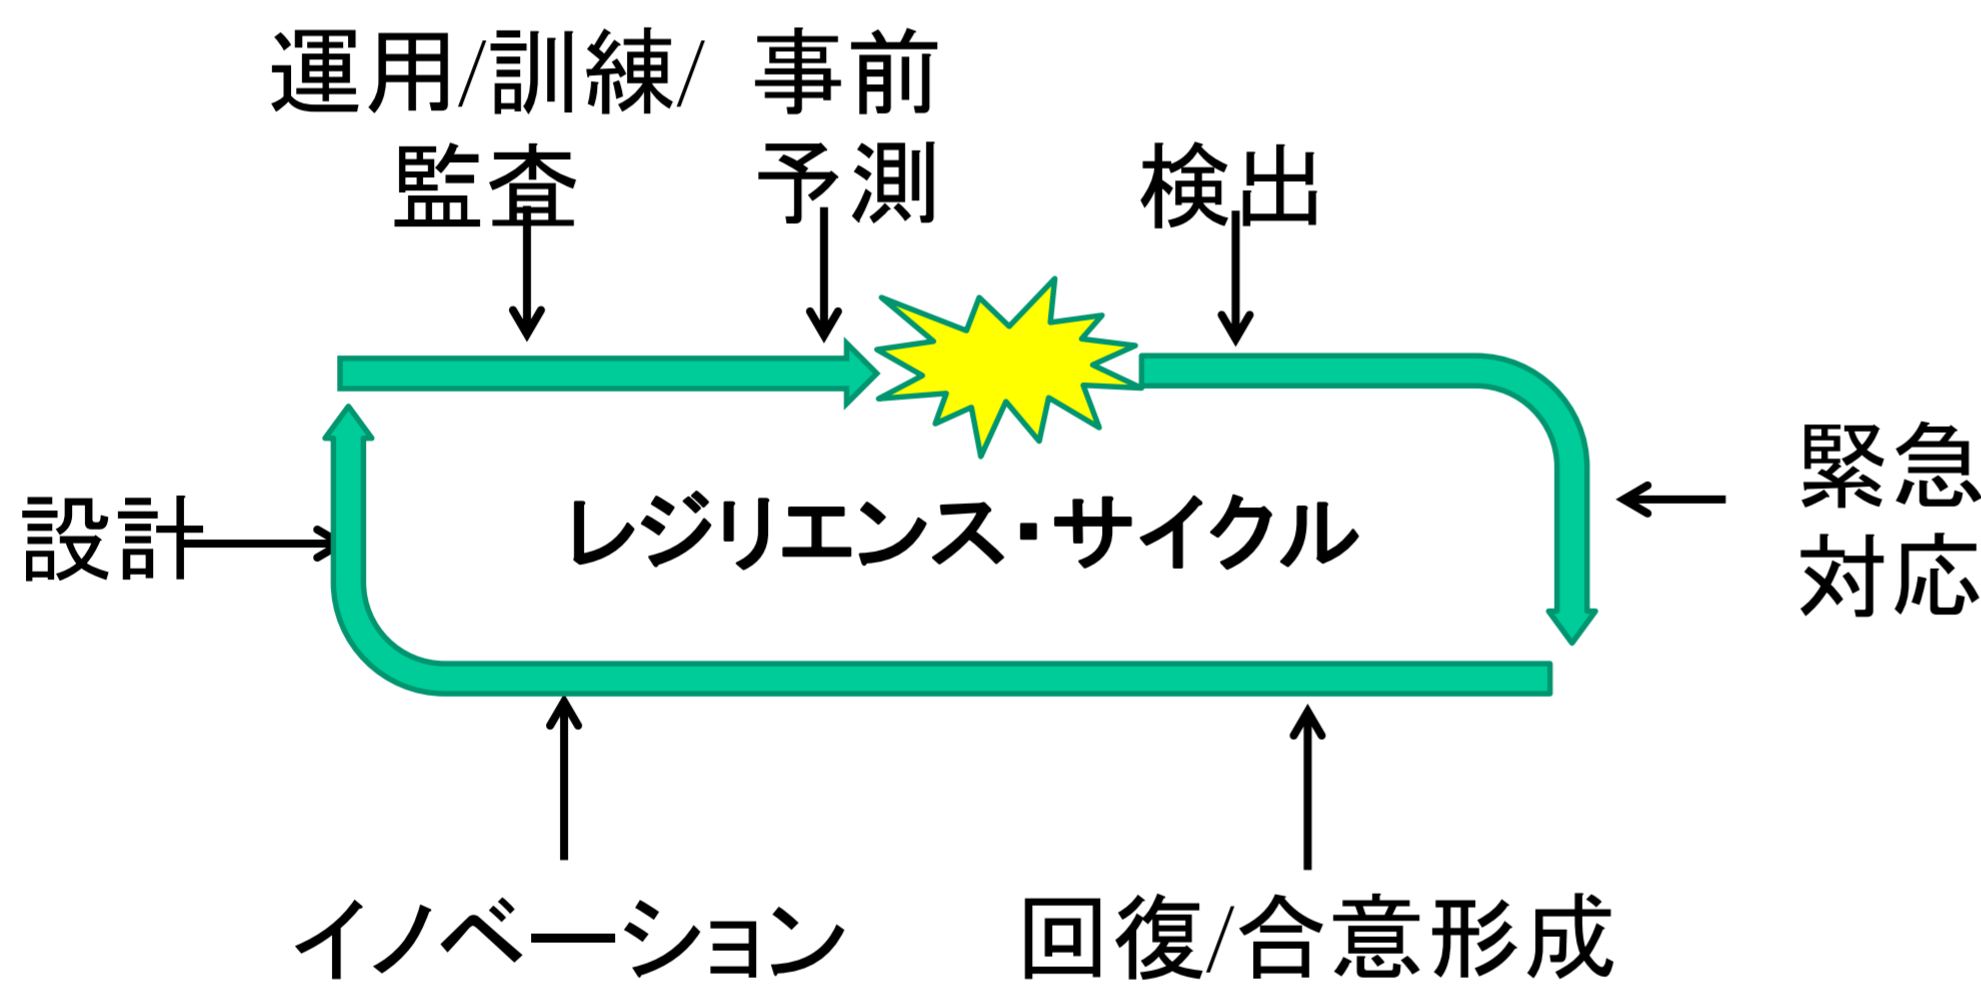 運用/訓練/
監査
事前
予測
検出
設計
レジリエンス・サイクル
緊急
対応
イノベーション
回復/合意形成